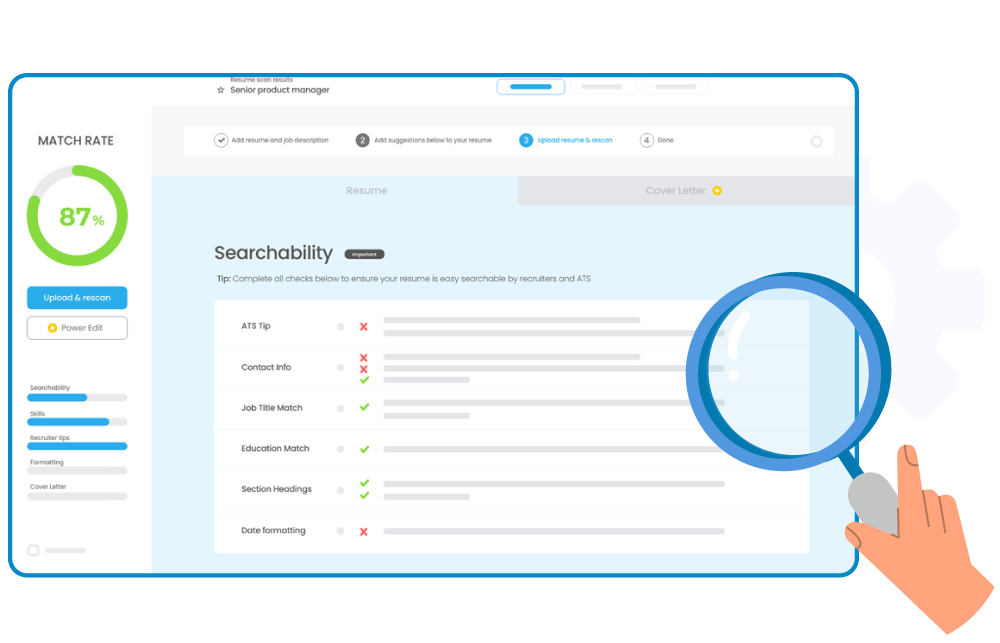 Resume scan results
Senior product manager
MATCH RATE
87%
Upload & rescan
Power Edit
Searchability
Skills
Recruiter tips
Formatting
Cover Letter
Add resume and job description
2 Add suggestions below to your resume
3 Upload resume & rescan
4 Done
Resume
Cover Letter
Searchability Important
Tip: Complete all checks below to ensure your resume is easy searchable by recruiters and ATS
ATS Tip
Contact Info
Job Title Match
Education Match
Section Headings
Date formatting